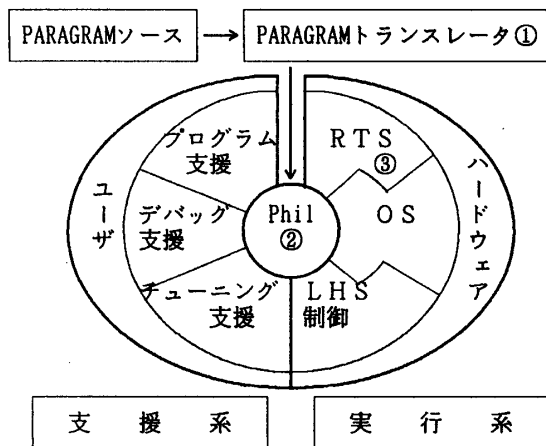 PARAGRAMソース
PARAGRAMトランスレータ①
プログラム
支援
RTS
③
ユーザ
デバッグ
支援
Phil
②
OS
ハードウェア
チューニング
支援
LHS
制御
支援系
実行系